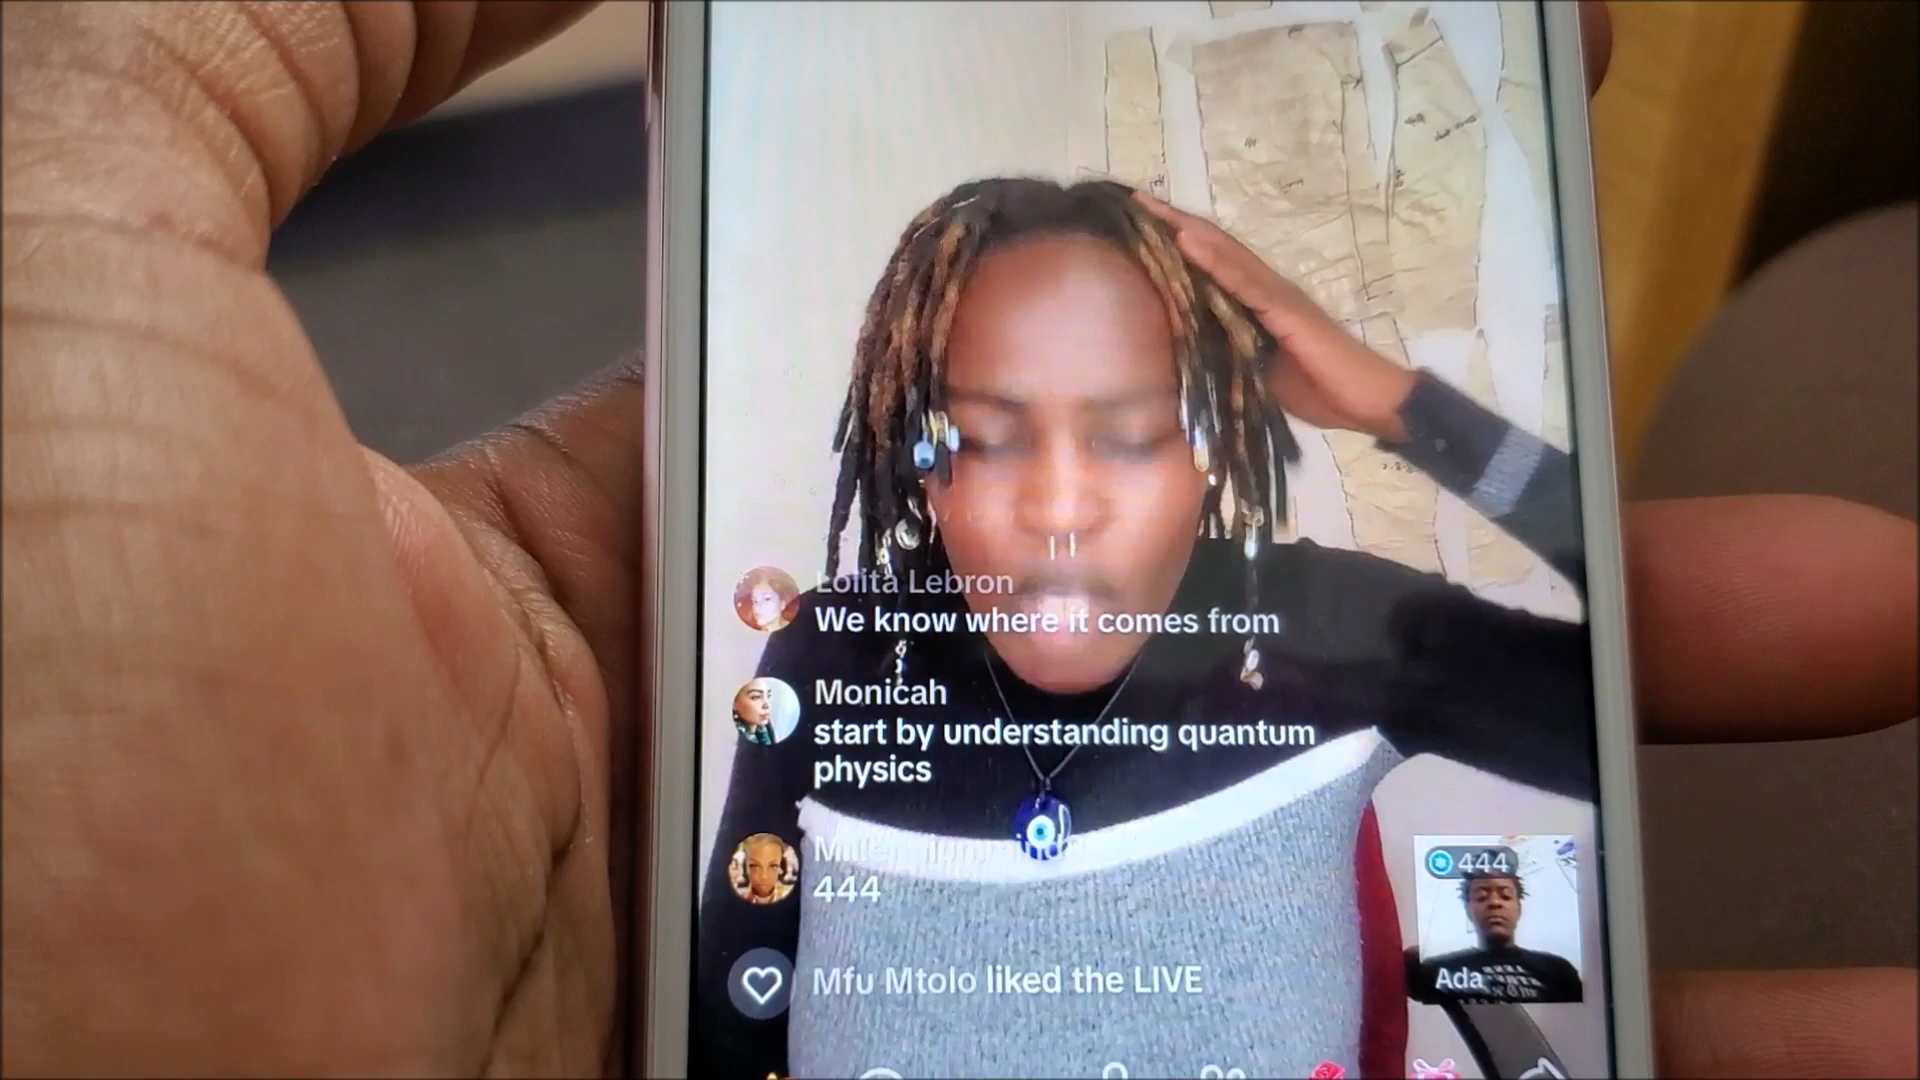 Lolita Lebron
We know where it comes from
Monicah
start by understanding quantum
physics
444
Mfu Mtolo liked the LIVE
444
Ada